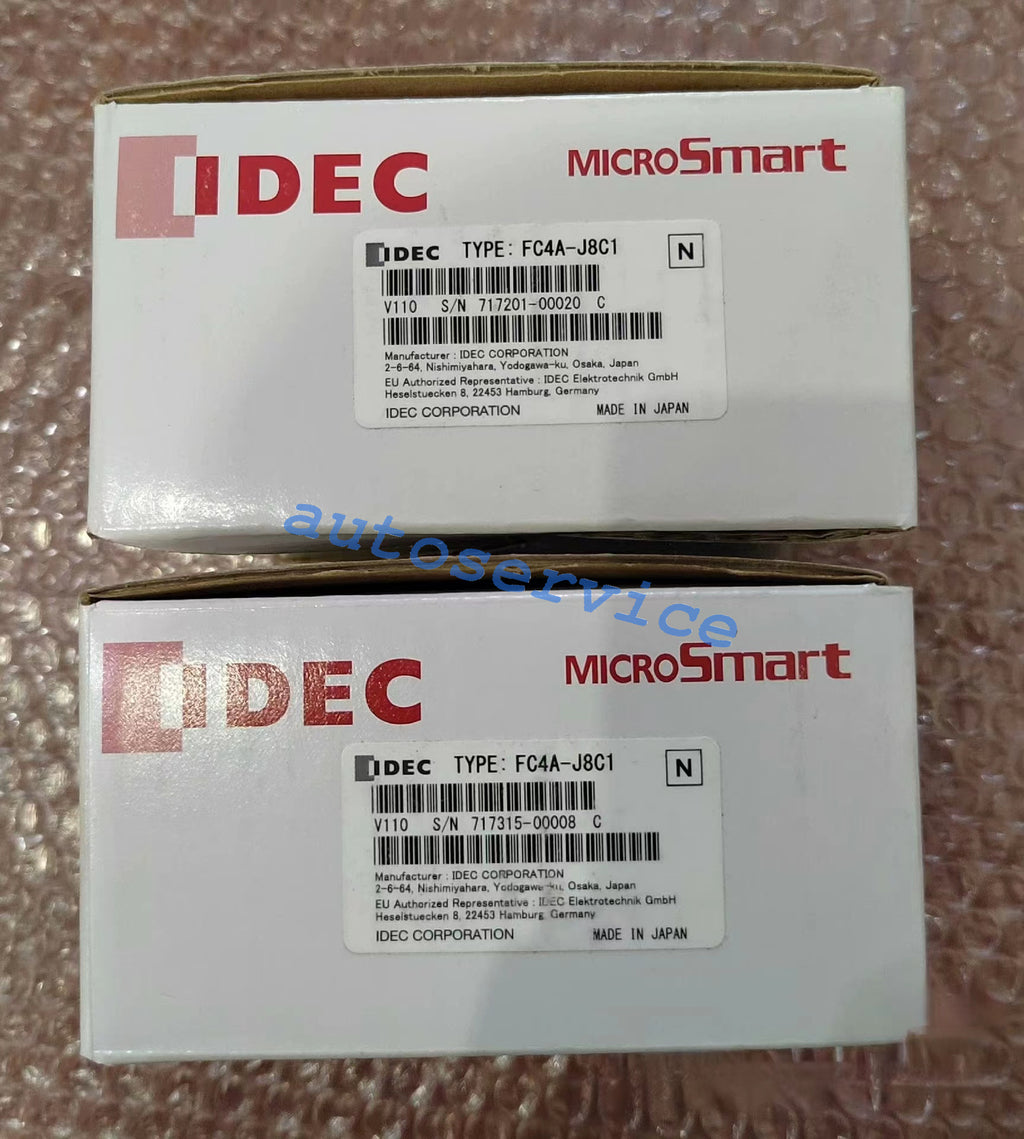 IDEC
MICROSmart
IDEC TYPE: FC4A-J8C1 N
V110 S/N 717201-00020 C
Manufacturer : IDEC CORPORATION
2-6-64, Nishimiyahara, Yodogawa-ku, Osaka, Japan
EU Authorized Representative : IDEC Elektrotechnik GmbH
Heselstuecken 8, 22453 Hamburg, Germany
IDEC CORPORATION MADE IN JAPAN
autoservice
IDEC
MICROSmart
IDEC TYPE: FC4A-J8C1 N
V110 S/N 717315-00008 C
Manufacturer : IDEC CORPORATION
2-6-64, Nishimiyahara, Yodogawa-ku, Osaka, Japan
EU Authorized Representative : IDEC Elektrotechnik GmbH
Heselstuecken 8, 22453 Hamburg, Germany
IDEC CORPORATION MADE IN JAPAN